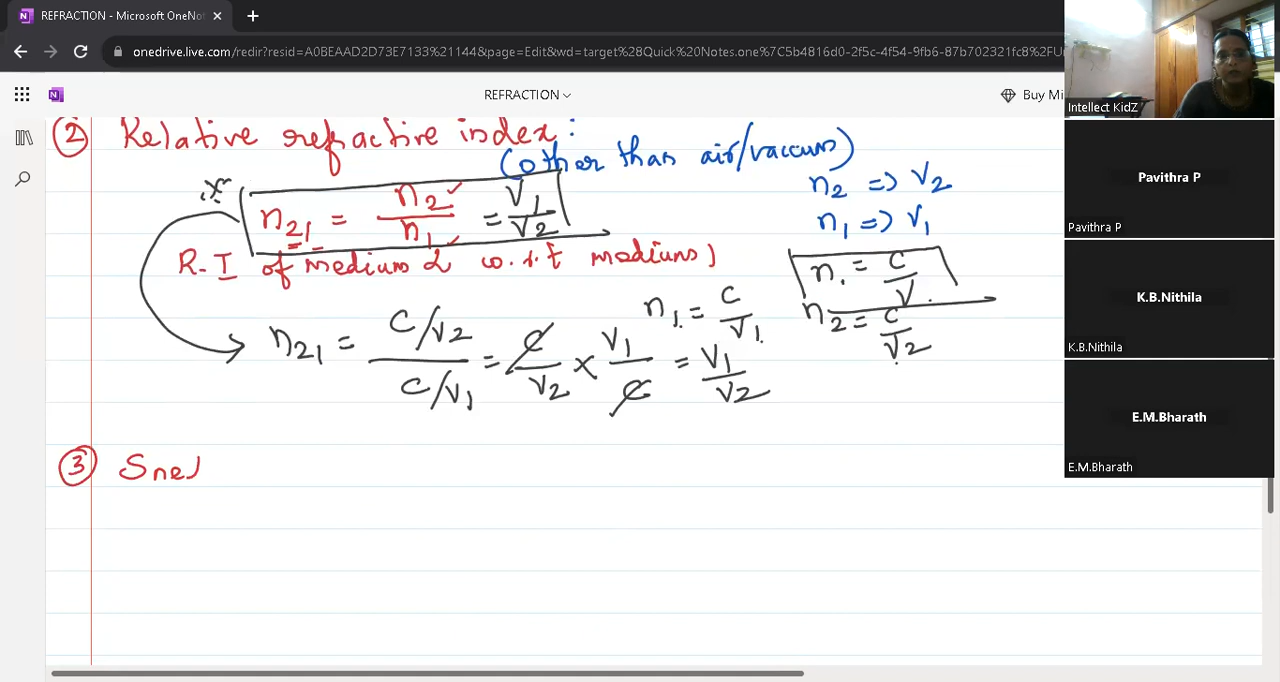 REFRACTION - Microsoft OneNot
onedrive.live.com/redir?resid=A0BEAAD2D73E7133%21144&page=Edit&wd=target%28Quick%20Notes.one%7C5b4816d0-2f5c-4f54-9fb6-87b702321fc8%2FU
REFRACTION
Buy Mi
Intellect KidZ
Pavithra P
Pavithra P
K.B.Nithila
K.B.Nithila
E.M.Bharath
E.M.Bharath
② Relative refractive index:
(other than air/vaccum)
n21 = n2/n1 = V1/V2
n2 => V2
n1 => V1
R.I of medium 2 w.r.t medium 1
n = C/V
n1 = C/V1
n2 = C/V2
n21 = C/V2 / C/V1 = C/V2 × V1/C = V1/V2
③ Snel